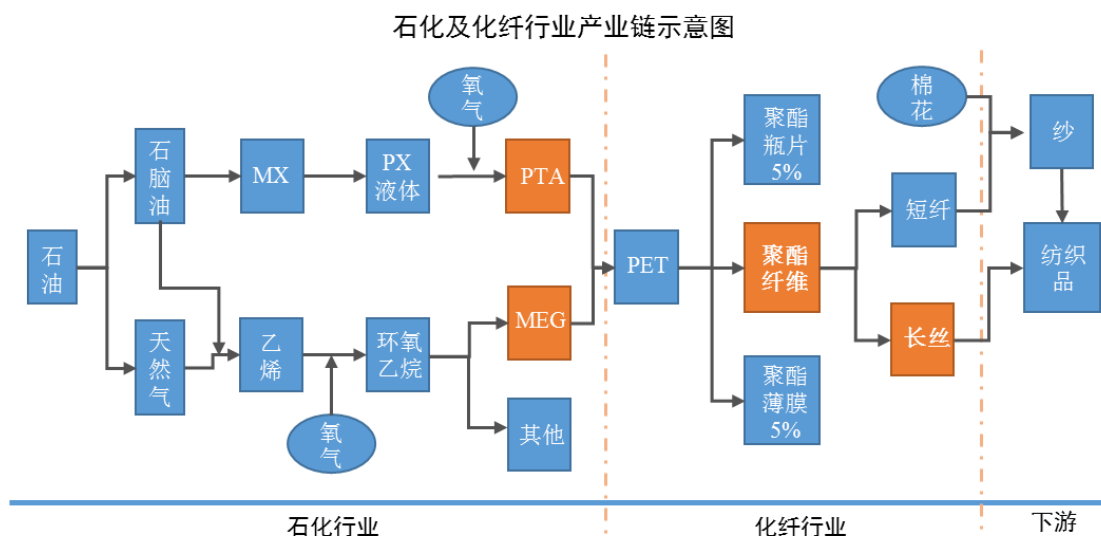 石化及化纤行业产业链示意图
氧
气
棉
花
石
脑
油
MX
PX
液体
PTA
聚酯
瓶片
5%
纱
短纤
石
油
PET
聚酯
纤维
纺织
品
天
然
气
乙
烯
环氧
乙烷
MEG
长丝
氧
气
其他
聚酯
薄膜
5%
石化行业
化纤行业
下游